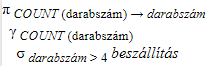 π COUNT (darabszám) → darabszám
γ COUNT (darabszám)
σ darabszám > 4 beszállítás